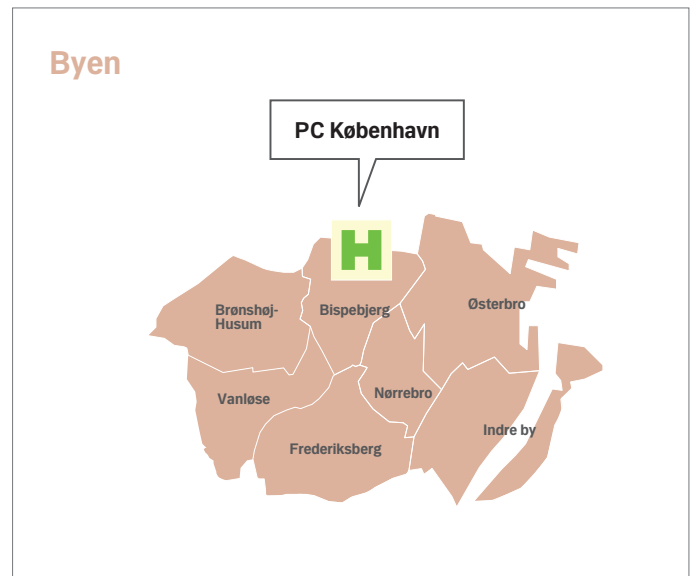 Byen
PC København
H
Brønshøj-
Husum
Bispebjerg
Østerbro
Vanløse
Nørrebro
Indre by
Frederiksberg